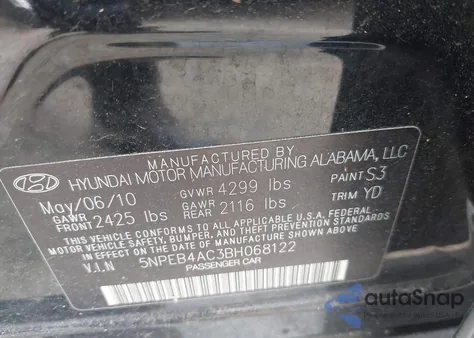 MANUFACTURED BY
HYUNDAI MOTOR MANUFACTURING ALABAMA, LLC
May/06/10 GVWR 4299 lbs PAINT S3
GAWR FRONT 2425 lbs GAWR REAR 2116 lbs TRIM YD
THIS VEHICLE CONFORMS TO ALL APPLICABLE U.S.A. FEDERAL
MOTOR VEHICLE SAFETY BUMPER, AND THEFT PREVENTION STANDARDS
IN EFFECT ON THE DATE OF MANUFACTURE SHOWN ABOVE.
V.I.N 5NPEB4AC3BH068122
PASSENGER CAR
autoSnap